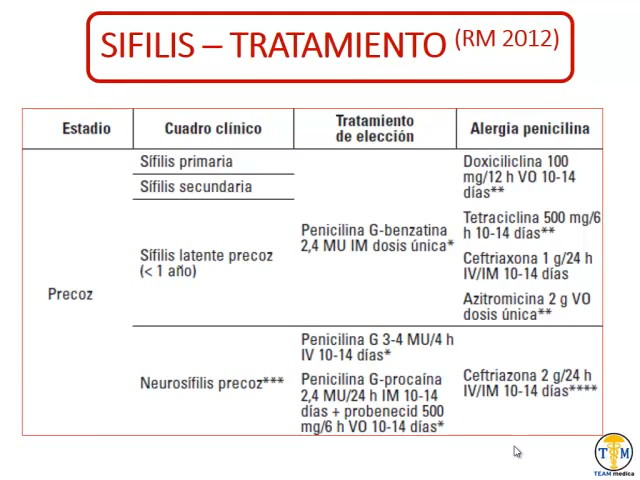 SIFILIS – TRATAMIENTO (RM 2012)
Estadio
Cuadro clínico
Tratamiento
de elección
Alergia penicilina
Precoz
Sífilis primaria
Sífilis secundaria
Sífilis latente precoz
(< 1 año)
Penicilina G-benzatina
2,4 MU IM dosis única*
Doxiciliclina 100
mg/12 h VO 10-14
días**
Tetraciclina 500 mg/6
h 10-14 días**
Ceftriaxona 1 g/24 h
IV/IM 10-14 días
Azitromicina 2 g VO
dosis única**
Neurosífilis precoz***
Penicilina G 3-4 MU/4 h
IV 10-14 días*
Penicilina G-procaína
2,4 MU/24 h IM 10-14
días + probenecid 500
mg/6 h VO 10-14 días*
Ceftriazona 2 g/24 h
IV/IM 10-14 días****
T M
TEAM medica